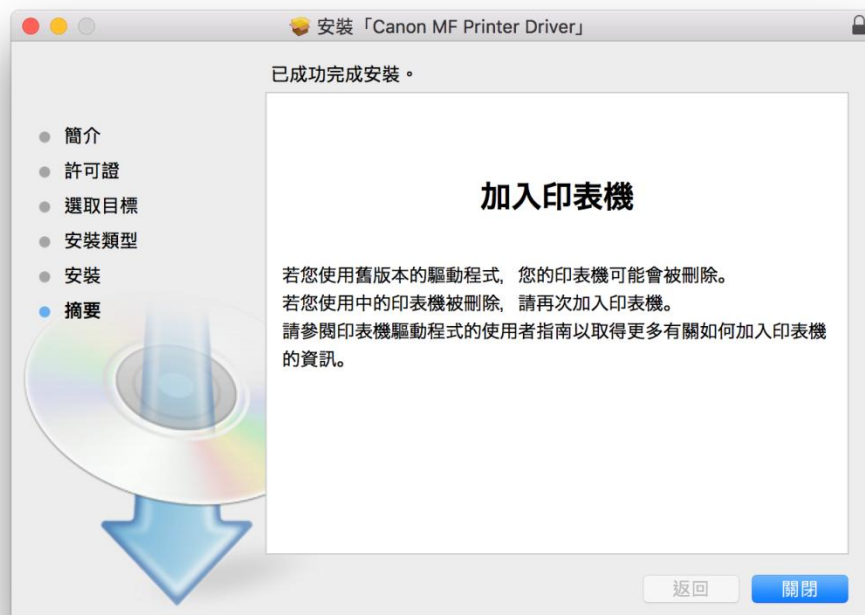 安裝「Canon MF Printer Driver」
已成功完成安裝。
簡介
許可證
選取目標
安裝類型
安裝
摘要
加入印表機
若您使用舊版本的驅動程式, 您的印表機可能會被刪除。
若您使用中的印表機被刪除, 請再次加入印表機。
請參閱印表機驅動程式的使用者指南以取得更多有關如何加入印表機
的資訊。
返回
關閉